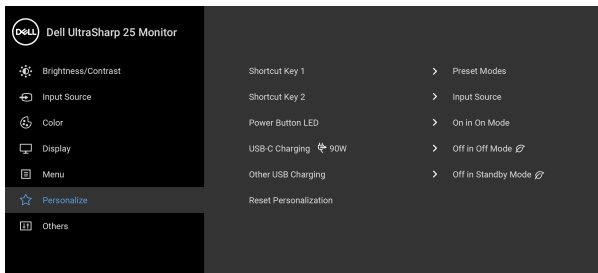 DELL Dell UltraSharp 25 Monitor
Brightness/Contrast Shortcut Key 1 Preset Modes
Input Source Shortcut Key 2 Input Source
Color Power Button LED On in On Mode
Display USB-C Charging 90W Off in Off Mode
Menu Other USB Charging Off in Standby Mode
Personalize Reset Personalization
Others